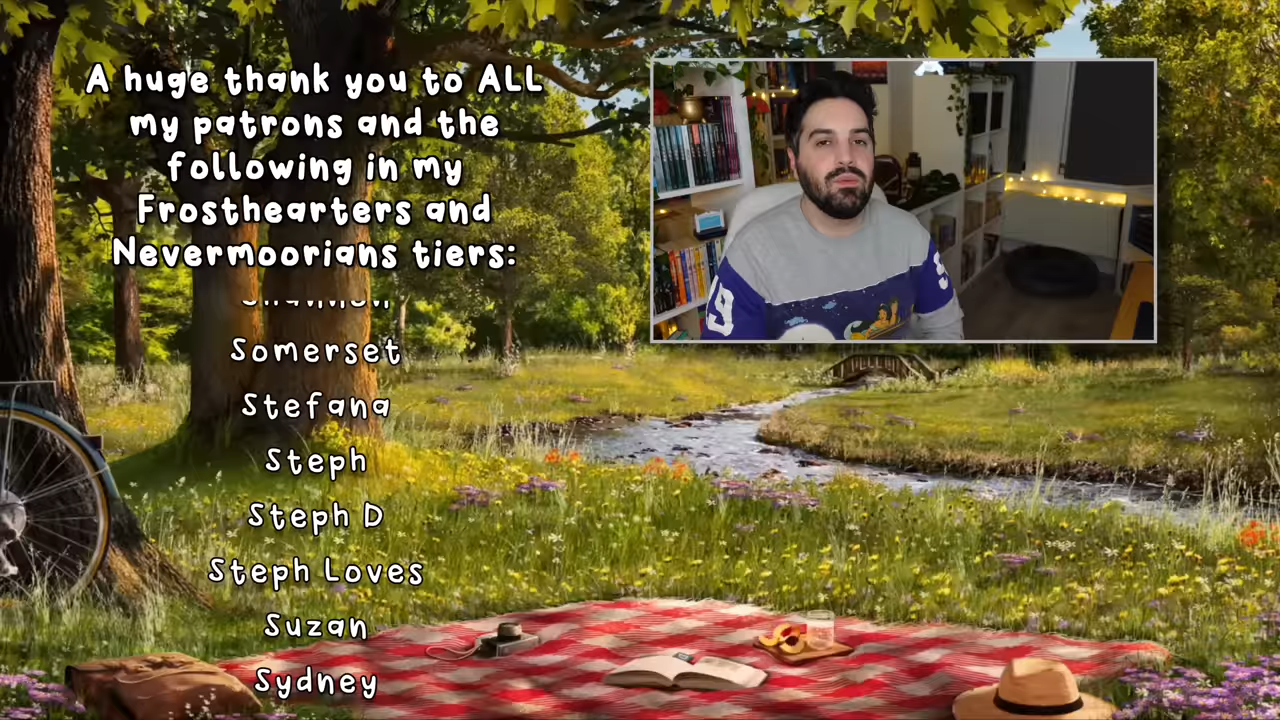 A huge thank you to ALL
my patrons and the
following in my
Frosthearters and
Nevermoorians tiers:
Somerset
Stefana
Steph
Steph D
Steph Loves
Suzan
Sydney
19